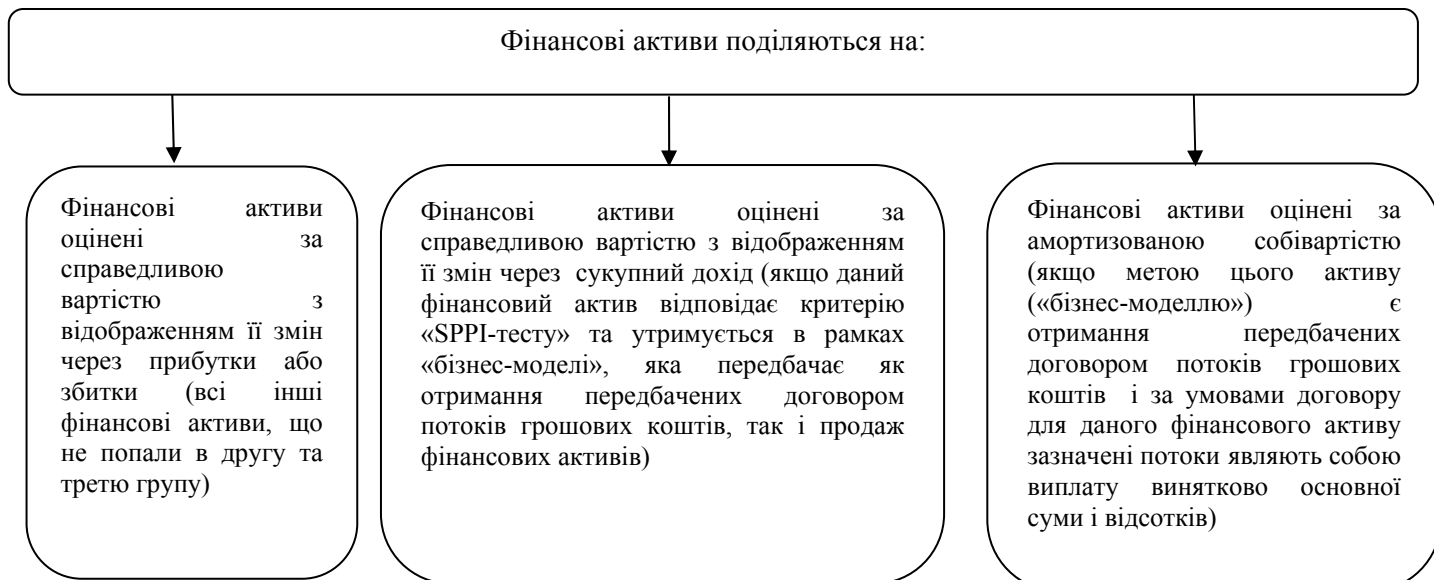 Фінансові активи поділяються на:
Фінансові активи
оцінені за
справедливою
вартістю з
відображенням її змін
через прибутки або
збитки (всі інші
фінансові активи, що
не попали в другу та
третю групу)
Фінансові активи оцінені за
справедливою вартістю з відображенням
її змін через сукупний дохід (якщо даний
фінансовий актив відповідає критерію
«SPPI-тесту» та утримується в рамках
«бізнес-моделі», яка передбачає як
отримання передбачених договором
потоків грошових коштів, так і продаж
фінансових активів)
Фінансові активи оцінені за
амортизованою собівартістю
(якщо метою цього активу
(«бізнес-моделлю») є
отримання передбачених
договором потоків грошових
коштів і за умовами договору
для даного фінансового активу
зазначені потоки являють собою
виплату винятково основної
суми і відсотків)